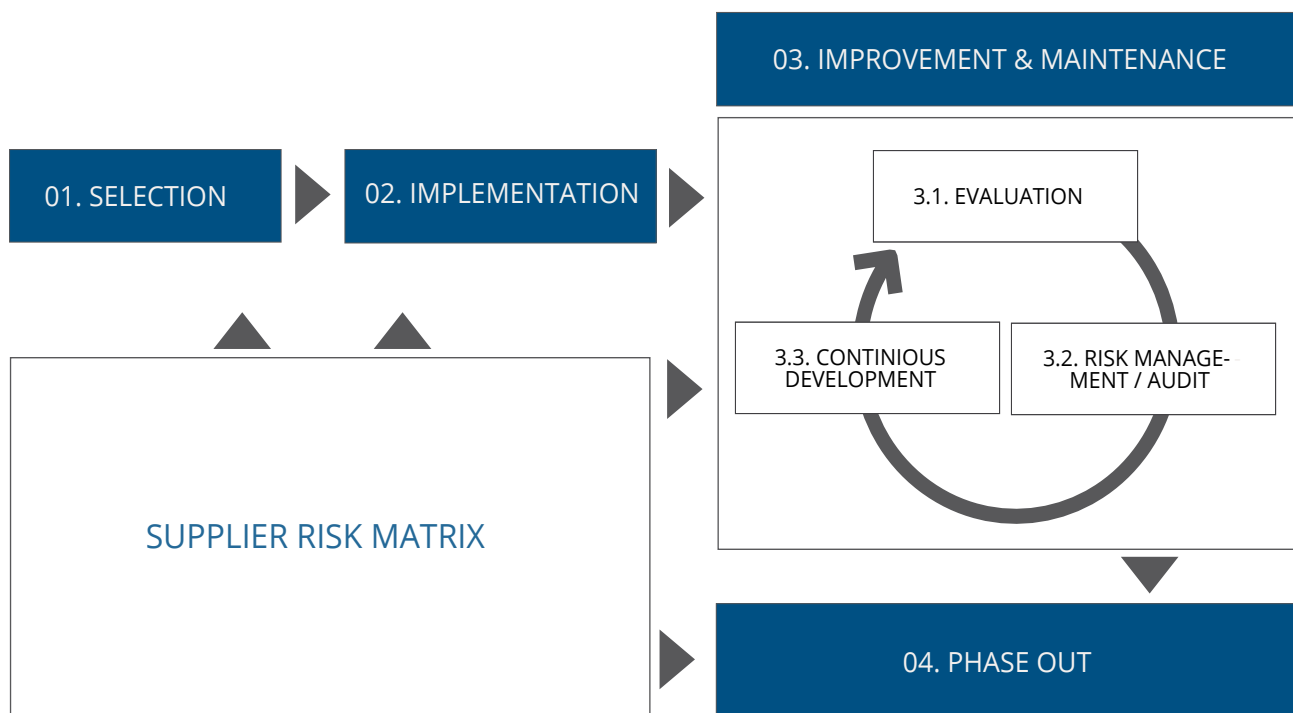 03. IMPROVEMENT & MAINTENANCE
01. SELECTION
02. IMPLEMENTATION
3.1. EVALUATION
3.3. CONTINIOUS
DEVELOPMENT
3.2. RISK MANAGE-
MENT / AUDIT
SUPPLIER RISK MATRIX
04. PHASE OUT